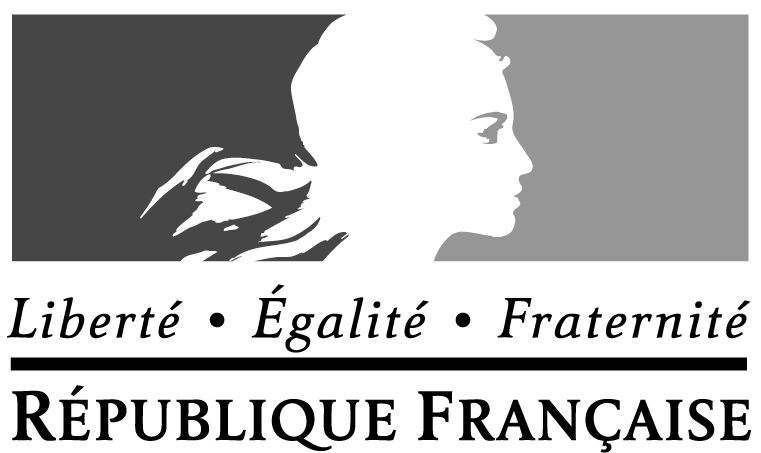 Liberté • Égalité • Fraternité
RÉPUBLIQUE FRANÇAISE